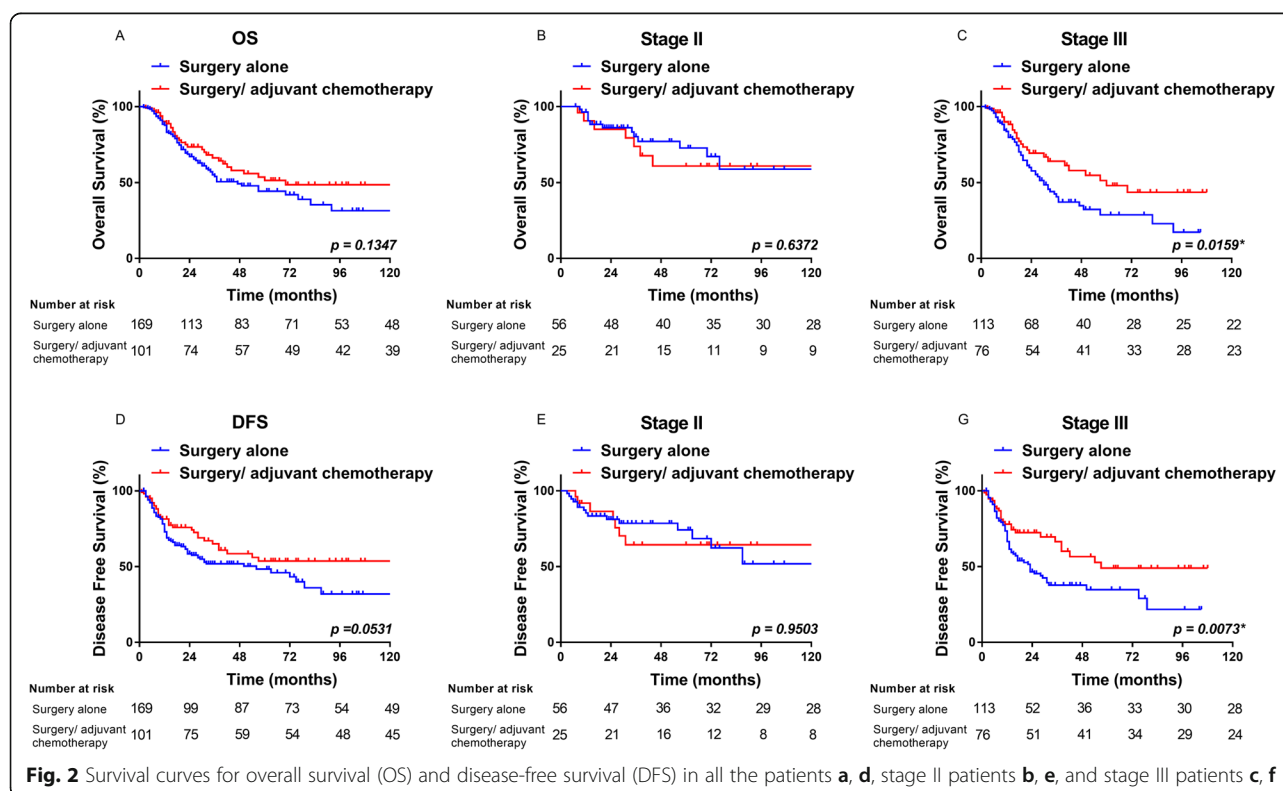 A
OS
Surgery alone
Surgery/ adjuvant chemotherapy
Overall Survival (%)
100
50
0
0 24 48 72 96 120
p = 0.1347
Time (months)
Number at risk
Surgery alone 169 113 83 71 53 48
Surgery/ adjuvant
chemotherapy 101 74 57 49 42 39
B
Stage II
Surgery alone
Surgery/ adjuvant chemotherapy
Overall Survival (%)
100
50
0
0 24 48 72 96 120
p = 0.6372
Time (months)
Number at risk
Surgery alone 56 48 40 35 30 28
Surgery/ adjuvant
chemotherapy 25 21 15 11 9 9
C
Stage III
Surgery alone
Surgery/ adjuvant chemotherapy
Overall Survival (%)
100
50
0
0 24 48 72 96 120
p = 0.0159*
Time (months)
Number at risk
Surgery alone 113 68 40 28 25 22
Surgery/ adjuvant
chemotherapy 76 54 41 33 28 23
D
DFS
Surgery alone
Surgery/ adjuvant chemotherapy
Disease Free Survival (%)
100
50
0
0 24 48 72 96 120
p =0.0531
Time (months)
Number at risk
Surgery alone 169 99 87 73 54 49
Surgery/ adjuvant
chemotherapy 101 75 59 54 48 45
E
Stage II
Surgery alone
Surgery/ adjuvant chemotherapy
Disease Free Survival (%)
100
50
0
0 24 48 72 96 120
p = 0.9503
Time (months)
Number at risk
Surgery alone 56 47 36 32 29 28
Surgery/ adjuvant
chemotherapy 25 21 16 12 8 8
G
Stage III
Surgery alone
Surgery/ adjuvant chemotherapy
Disease Free Survival (%)
100
50
0
0 24 48 72 96 120
p = 0.0073*
Time (months)
Number at risk
Surgery alone 113 52 36 33 30 28
Surgery/ adjuvant
chemotherapy 76 51 41 34 29 24
Fig. 2 Survival curves for overall survival (OS) and disease-free survival (DFS) in all the patients a, d, stage II patients b, e, and stage III patients c, f